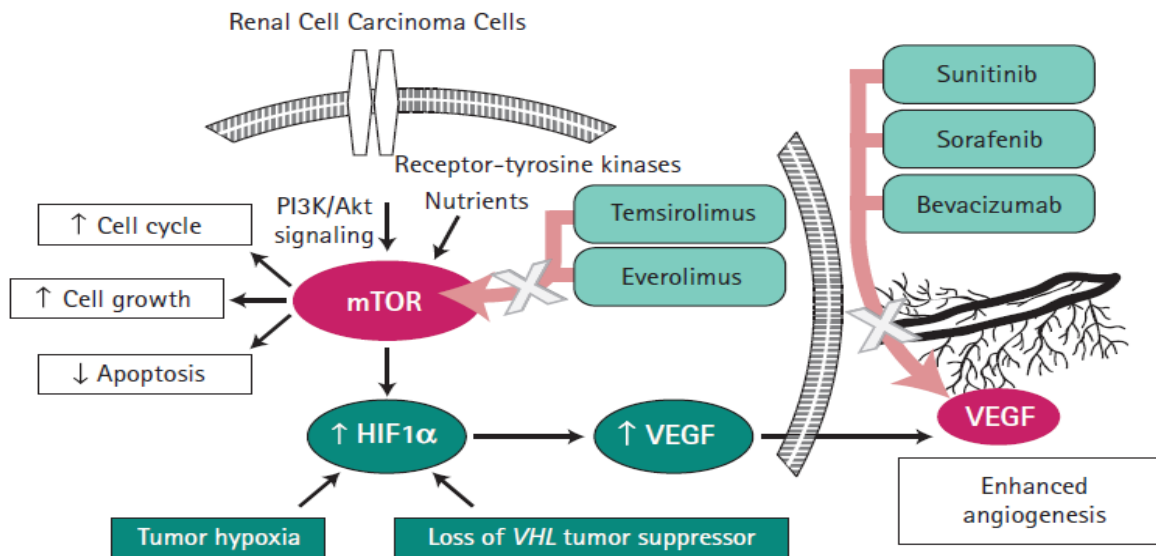 Renal Cell Carcinoma Cells
Receptor-tyrosine kinases
PI3K/Akt
signaling
Nutrients
↑ Cell cycle
↑ Cell growth
↓ Apoptosis
mTOR
Temsirolimus
Everolimus
Sunitinib
Sorafenib
Bevacizumab
↑ HIF1α
↑ VEGF
VEGF
Enhanced
angiogenesis
Tumor hypoxia
Loss of VHL tumor suppressor